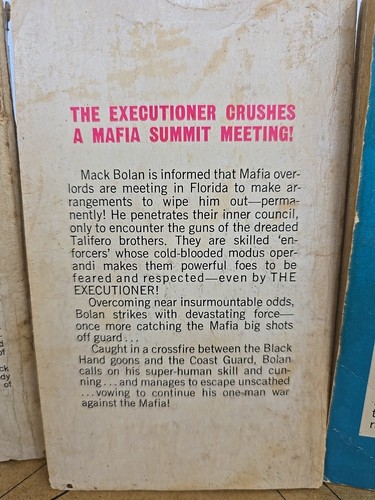 THE EXECUTIONER CRUSHES
A MAFIA SUMMIT MEETING!
Mack Bolan is informed that Mafia over-
lords are meeting in Florida to make ar-
rangements to wipe him out—perma-
nently! He penetrates their inner council,
only to encounter the guns of the dreaded
Talifero brothers. They are skilled 'en-
forcers' whose cold-blooded modus oper-
andi makes them powerful foes to be
feared and respected—even by THE
EXECUTIONER!
Overcoming near insurmountable odds,
Bolan strikes with devastating force—
once more catching the Mafia big shots
off guard...
Caught in a crossfire between the Black
Hand goons and the Coast Guard, Bolan
calls on his super-human skill and cun-
ning...and manages to escape unscathed
...vowing to continue his one-man war
against the Mafia!